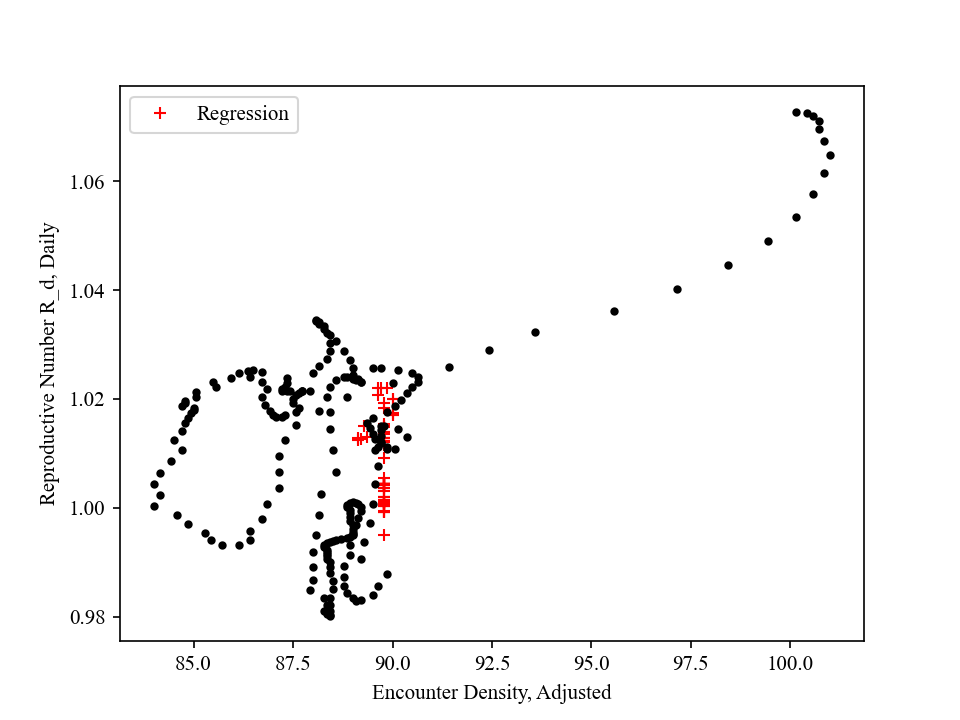 Regression
1.06
1.04
1.02
1.00
0.98
Reproductive Number R_d, Daily
85.0 87.5 90.0 92.5 95.0 97.5 100.0
Encounter Density, Adjusted